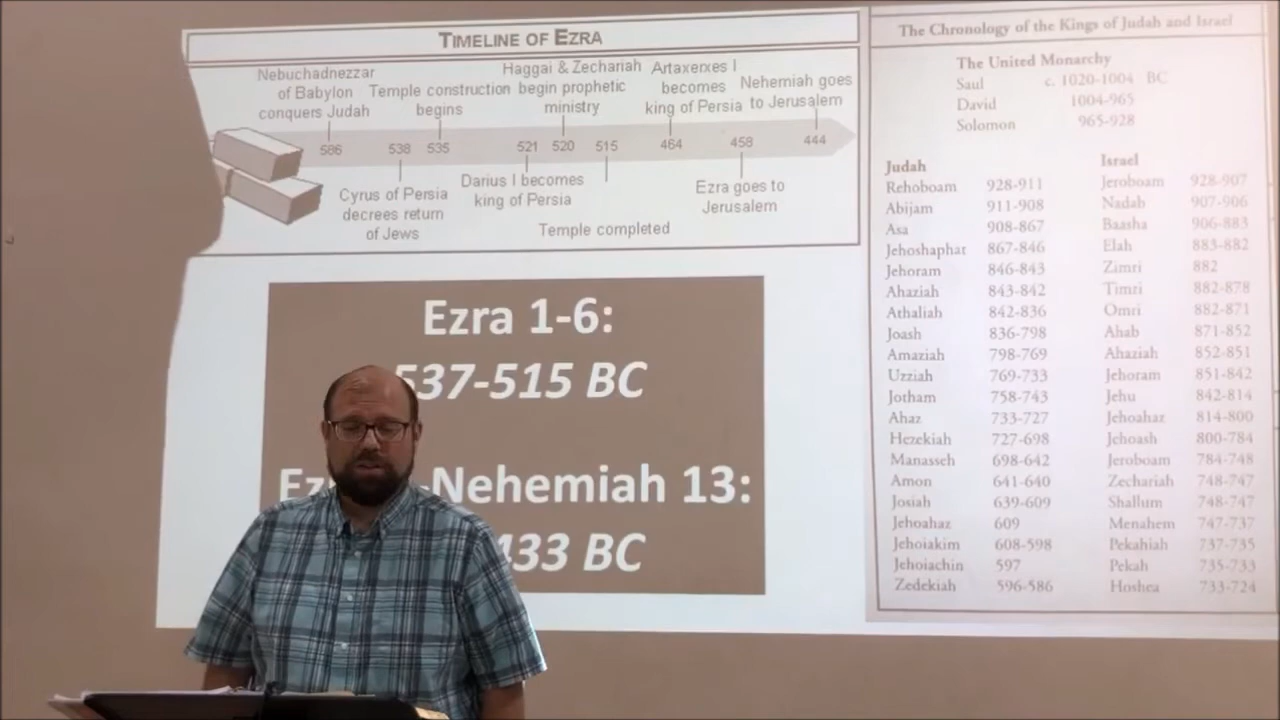 TIMELINE OF EZRA
Nebuchadnezzar
of Babylon
conquers Judah
Temple construction
begins
Haggai & Zechariah
begin prophetic
ministry
Artaxerxes I
becomes
king of Persia
Nehemiah goes
to Jerusalem
586 538 535 521 520 515 464 458 444
Cyrus of Persia
decrees return
of Jews
Darius I becomes
king of Persia
Temple completed
Ezra goes to
Jerusalem
Ezra 1-6:
537-515 BC
Nehemiah 13:
433 BC
The Chronology of the Kings of Judah and Israel
The United Monarchy
Saul c. 1020-1004 BC
David 1004-965
Solomon 965-928
Judah Israel
Rehoboam 928-911 Jeroboam 928-907
Abijam 911-908 Nadab 907-906
Asa 908-867 Baasha 906-883
Jehoshaphat 867-846 Elah 883-882
Jehoram 846-843 Zimri 882
Ahaziah 843-842 Timri 882-878
Athaliah 842-836 Omri 882-871
Joash 836-798 Ahab 871-852
Amaziah 798-769 Ahaziah 852-851
Uzziah 769-733 Jehoram 851-842
Jotham 758-743 Jehu 842-814
Ahaz 733-727 Jehoahaz 814-800
Hezekiah 727-698 Jehoash 800-784
Manasseh 698-642 Jeroboam 784-748
Amon 641-640 Zechariah 748-747
Josiah 639-609 Shallum 748-747
Jehoahaz 609 Menahem 747-737
Jehoiakim 608-598 Pekahiah 737-735
Jehoiachin 597 Pekah 735-733
Zedekiah 596-586 Hoshea 733-724